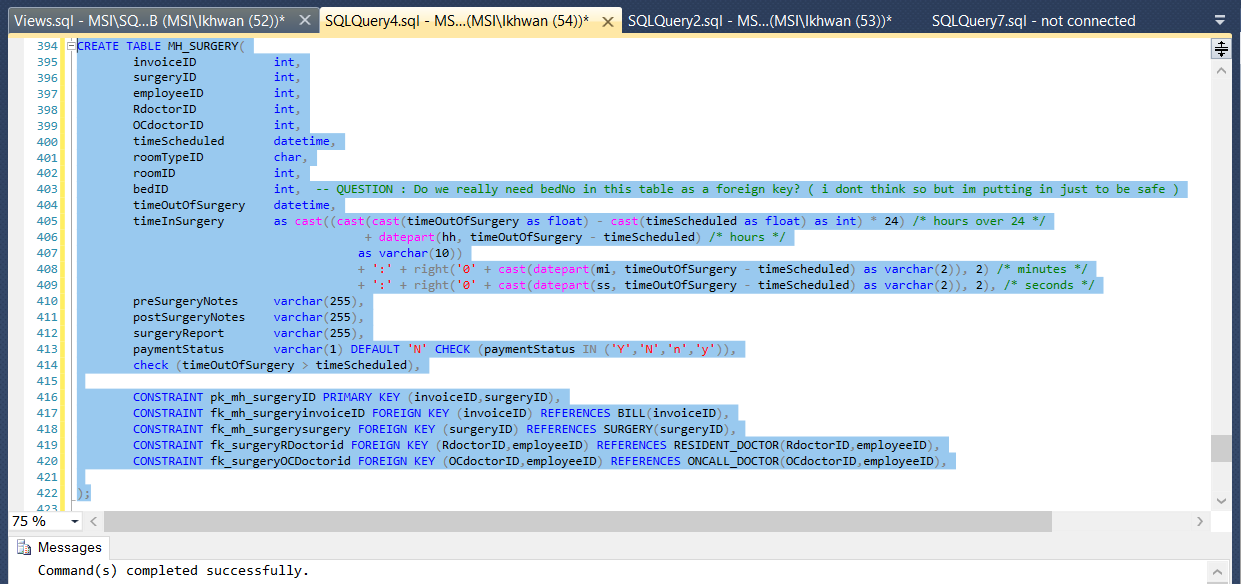 Views.sql - MSI\SQ...B (MSI\Ikhwan (52))*
SQLQuery4.sql - MS...(MSI\Ikhwan (54))*
SQLQuery2.sql - MS...(MSI\Ikhwan (53))*
SQLQuery7.sql - not connected
394 CREATE TABLE MH_SURGERY(
395 invoiceID int,
396 surgeryID int,
397 employeeID int,
398 RdoctorID int,
399 OCdoctorID int,
400 timeScheduled datetime,
401 roomTypeID char,
402 roomID int,
403 bedID int, -- QUESTION : Do we really need bedNo in this table as a foreign key? ( i dont think so but im putting in just to be safe )
404 timeOutOfSurgery datetime,
405 timeInSurgery as cast((cast(cast(timeOutOfSurgery as float) - cast(timeScheduled as float) as int) * 24) /* hours over 24 */
406 + datepart(hh, timeOutOfSurgery - timeScheduled) /* hours */
407 as varchar(10))
408 + ':' + right('0' + cast(datepart(mi, timeOutOfSurgery - timeScheduled) as varchar(2)), 2) /* minutes */
409 + ':' + right('0' + cast(datepart(ss, timeOutOfSurgery - timeScheduled) as varchar(2)), 2), /* seconds */
410 preSurgeryNotes varchar(255),
411 postSurgeryNotes varchar(255),
412 surgeryReport varchar(255),
413 paymentStatus varchar(1) DEFAULT 'N' CHECK (paymentStatus IN ('Y','N','n','y')),
414 check (timeOutOfSurgery > timeScheduled),
415
416 CONSTRAINT pk_mh_surgeryID PRIMARY KEY (invoiceID,surgeryID),
417 CONSTRAINT fk_mh_surgeryinvoiceID FOREIGN KEY (invoiceID) REFERENCES BILL(invoiceID),
418 CONSTRAINT fk_mh_surgerysurgery FOREIGN KEY (surgeryID) REFERENCES SURGERY(surgeryID),
419 CONSTRAINT fk_surgeryRDoctorid FOREIGN KEY (RdoctorID,employeeID) REFERENCES RESIDENT_DOCTOR(RdoctorID,employeeID),
420 CONSTRAINT fk_surgeryOCDoctorid FOREIGN KEY (OCdoctorID,employeeID) REFERENCES ONCALL_DOCTOR(OCdoctorID,employeeID),
421
422 );
423
75 %
Messages
Command(s) completed successfully.